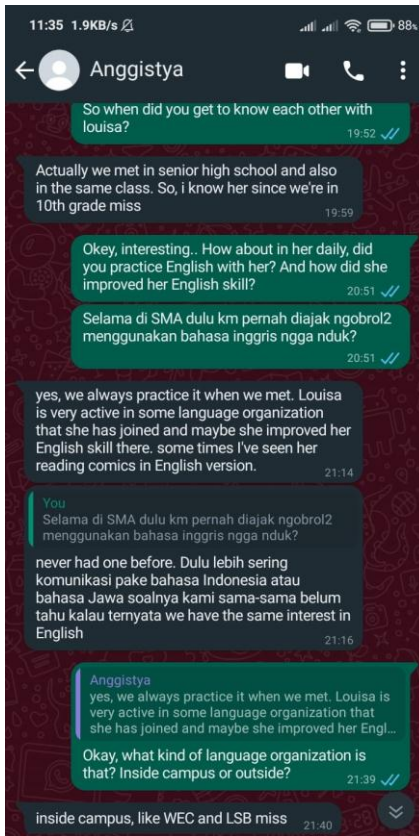 11:35 1.9KB/s 88%
Anggistya
So when did you get to know each other with
louisa?
19:52
Actually we met in senior high school and also
in the same class. So, i know her since we're in
10th grade miss
19:59
Okey, interesting.. How about in her daily, did
you practice English with her? And how did she
improved her English skill?
20:51
Selama di SMA dulu km pernah diajak ngobrol2
menggunakan bahasa inggris ngga nduk?
20:51
yes, we always practice it when we met. Louisa
is very active in some language organization
that she has joined and maybe she improved her
English skill there. some times I've seen her
reading comics in English version.
21:14
You
Selama di SMA dulu km pernah diajak ngobrol2
menggunakan bahasa inggris ngga nduk?
never had one before. Dulu lebih sering
komunikasi pake bahasa Indonesia atau
bahasa Jawa soalnya kami sama-sama belum
tahu kalau ternyata we have the same interest in
English
21:16
Anggistya
yes, we always practice it when we met. Louisa is
very active in some language organization that
she has joined and maybe she improved her Engl...
Okay, what kind of language organization is
that? Inside campus or outside?
21:39
inside campus, like WEC and LSB miss
21:40